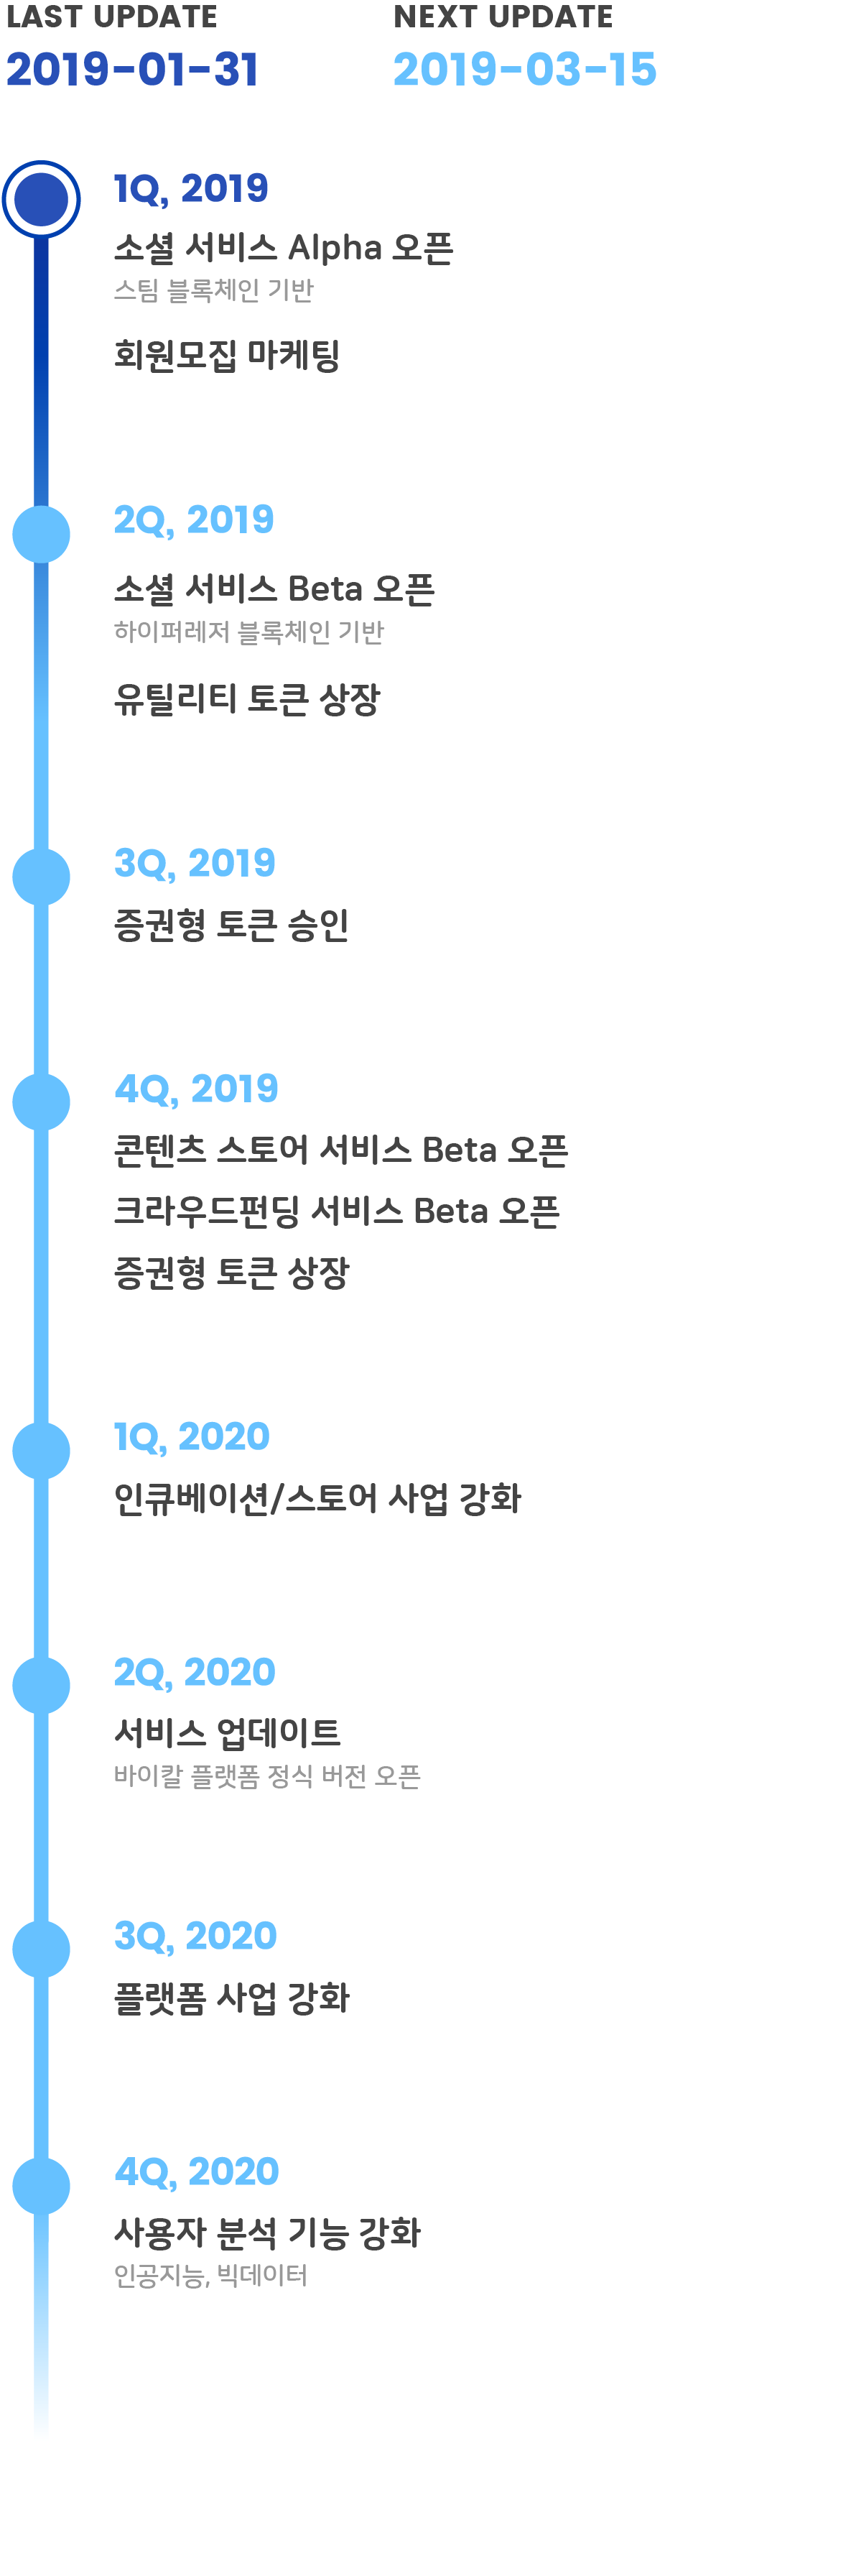 LAST UPDATE NEXT UPDATE
2019-01-31 2019-03-15
1Q, 2019
소셜 서비스 Alpha 오픈
스팀 블록체인 기반
회원모집 마케팅
2Q, 2019
소셜 서비스 Beta 오픈
하이퍼레저 블록체인 기반
유틸리티 토큰 상장
3Q, 2019
증권형 토큰 승인
4Q, 2019
콘텐츠 스토어 서비스 Beta 오픈
크라우드펀딩 서비스 Beta 오픈
증권형 토큰 상장
1Q, 2020
인큐베이션/스토어 사업 강화
2Q, 2020
서비스 업데이트
바이칼 플랫폼 정식 버전 오픈
3Q, 2020
플랫폼 사업 강화
4Q, 2020
사용자 분석 기능 강화
인공지능, 빅데이터